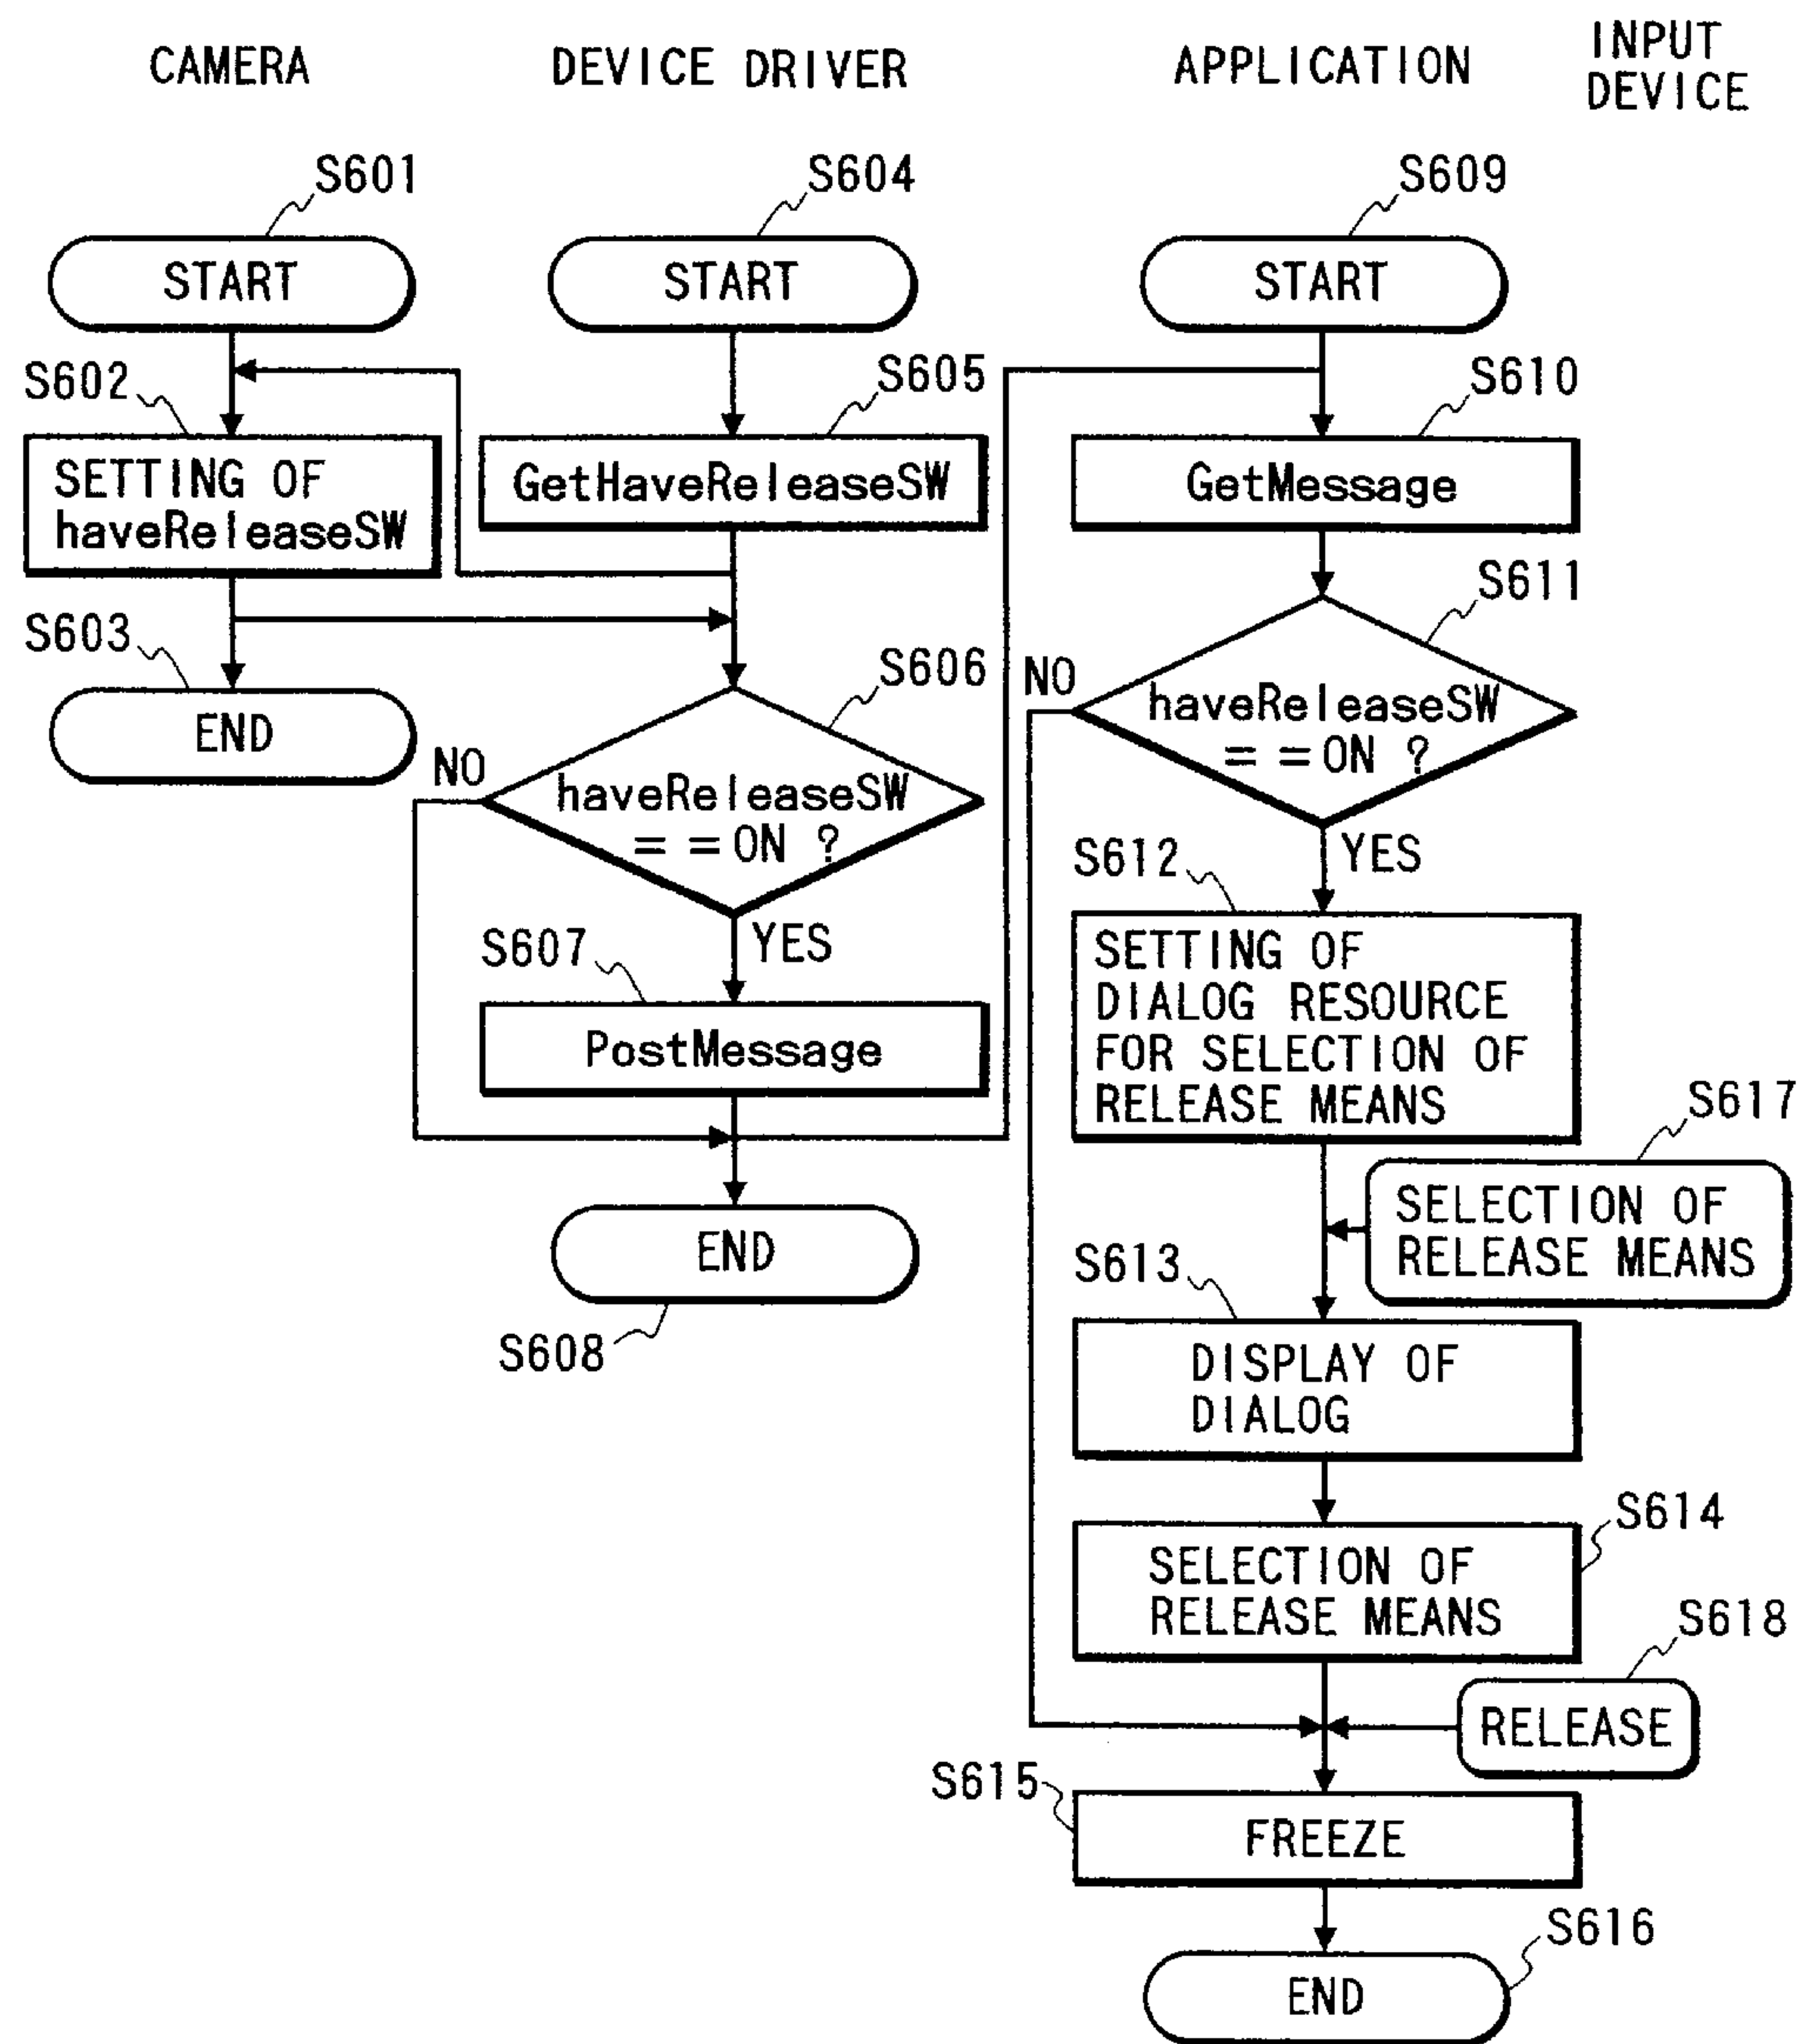 CAMERA
DEVICE DRIVER
APPLICATION
INPUT
DEVICE
S601
START
S602
SETTING OF
haveReleaseSW
S603
END
S604
START
S605
GetHaveReleaseSW
S606
haveReleaseSW
==ON ?
NO
YES
S607
PostMessage
END
S608
S609
START
S610
GetMessage
S611
haveReleaseSW
==ON ?
NO
YES
S612
SETTING OF
DIALOG RESOURCE
FOR SELECTION OF
RELEASE MEANS
S617
SELECTION OF
RELEASE MEANS
S613
DISPLAY OF
DIALOG
S614
SELECTION OF
RELEASE MEANS
S618
RELEASE
S615
FREEZE
S616
END